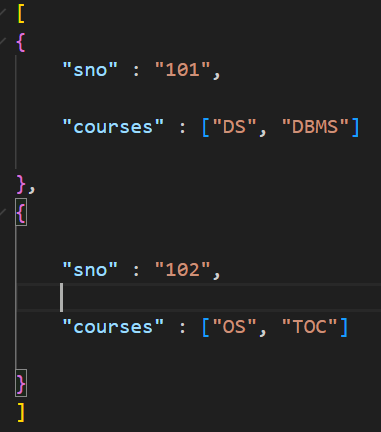 [
{
"sno" : "101",
"courses" : ["DS", "DBMS"]
},
{
"sno" : "102",
"courses" : ["OS", "TOC"]
}
]